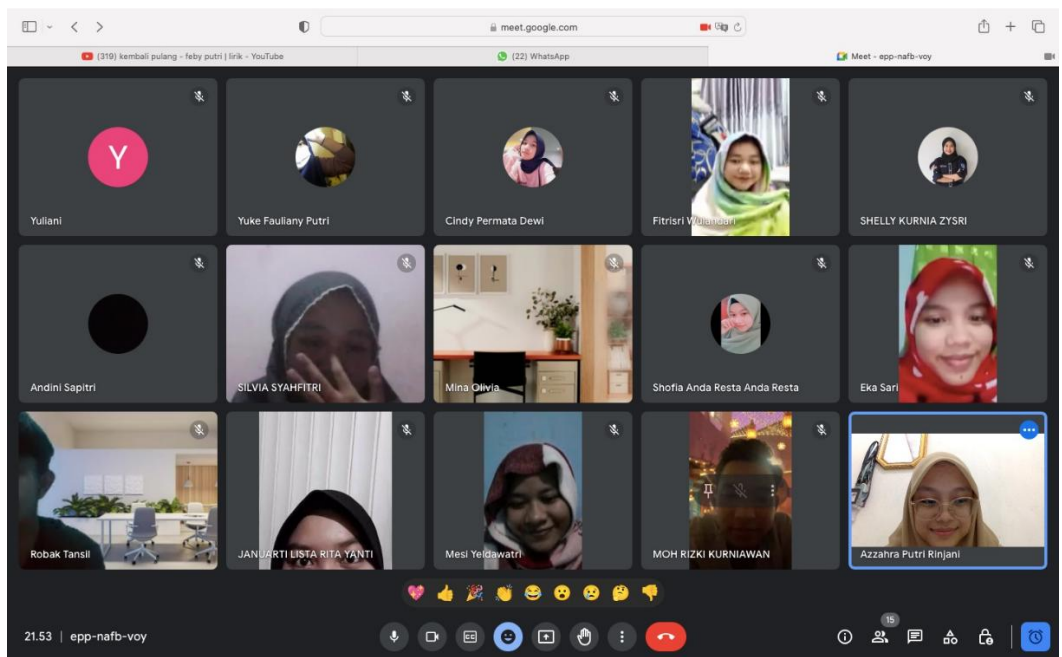 meet.google.com
(319) kembali pulang - feby putri | lirik - YouTube
(22) WhatsApp
Meet - epp-nafb-voy
Y
Yuliani
Yuke Fauliany Putri
Cindy Permata Dewi
Fitrisri Wulandari
SHELLY KURNIA ZYSRI
Andini Sapitri
SILVIA SYAHFITRI
Mina Olivia
Shofia Anda Resta Anda Resta
Eka Sari
Robak Tansil
JANUARTI LISTA RITA YANTI
Mesi Yeldawatri
MOH RIZKI KURNIAWAN
Azzahra Putri Rinjani
21.53 | epp-nafb-voy
CC
15